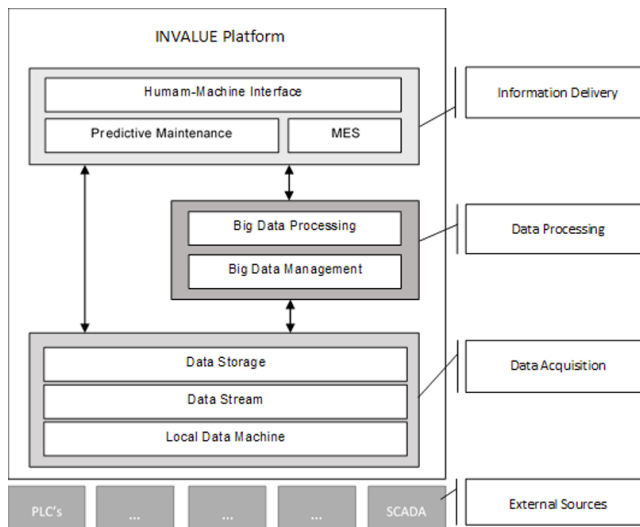 INVALUE Platform
Humam-Machine Interface
Predictive Maintenance
MES
Information Delivery
Big Data Processing
Big Data Management
Data Processing
Data Storage
Data Stream
Local Data Machine
Data Acquisition
PLC's
...
...
...
SCADA
External Sources